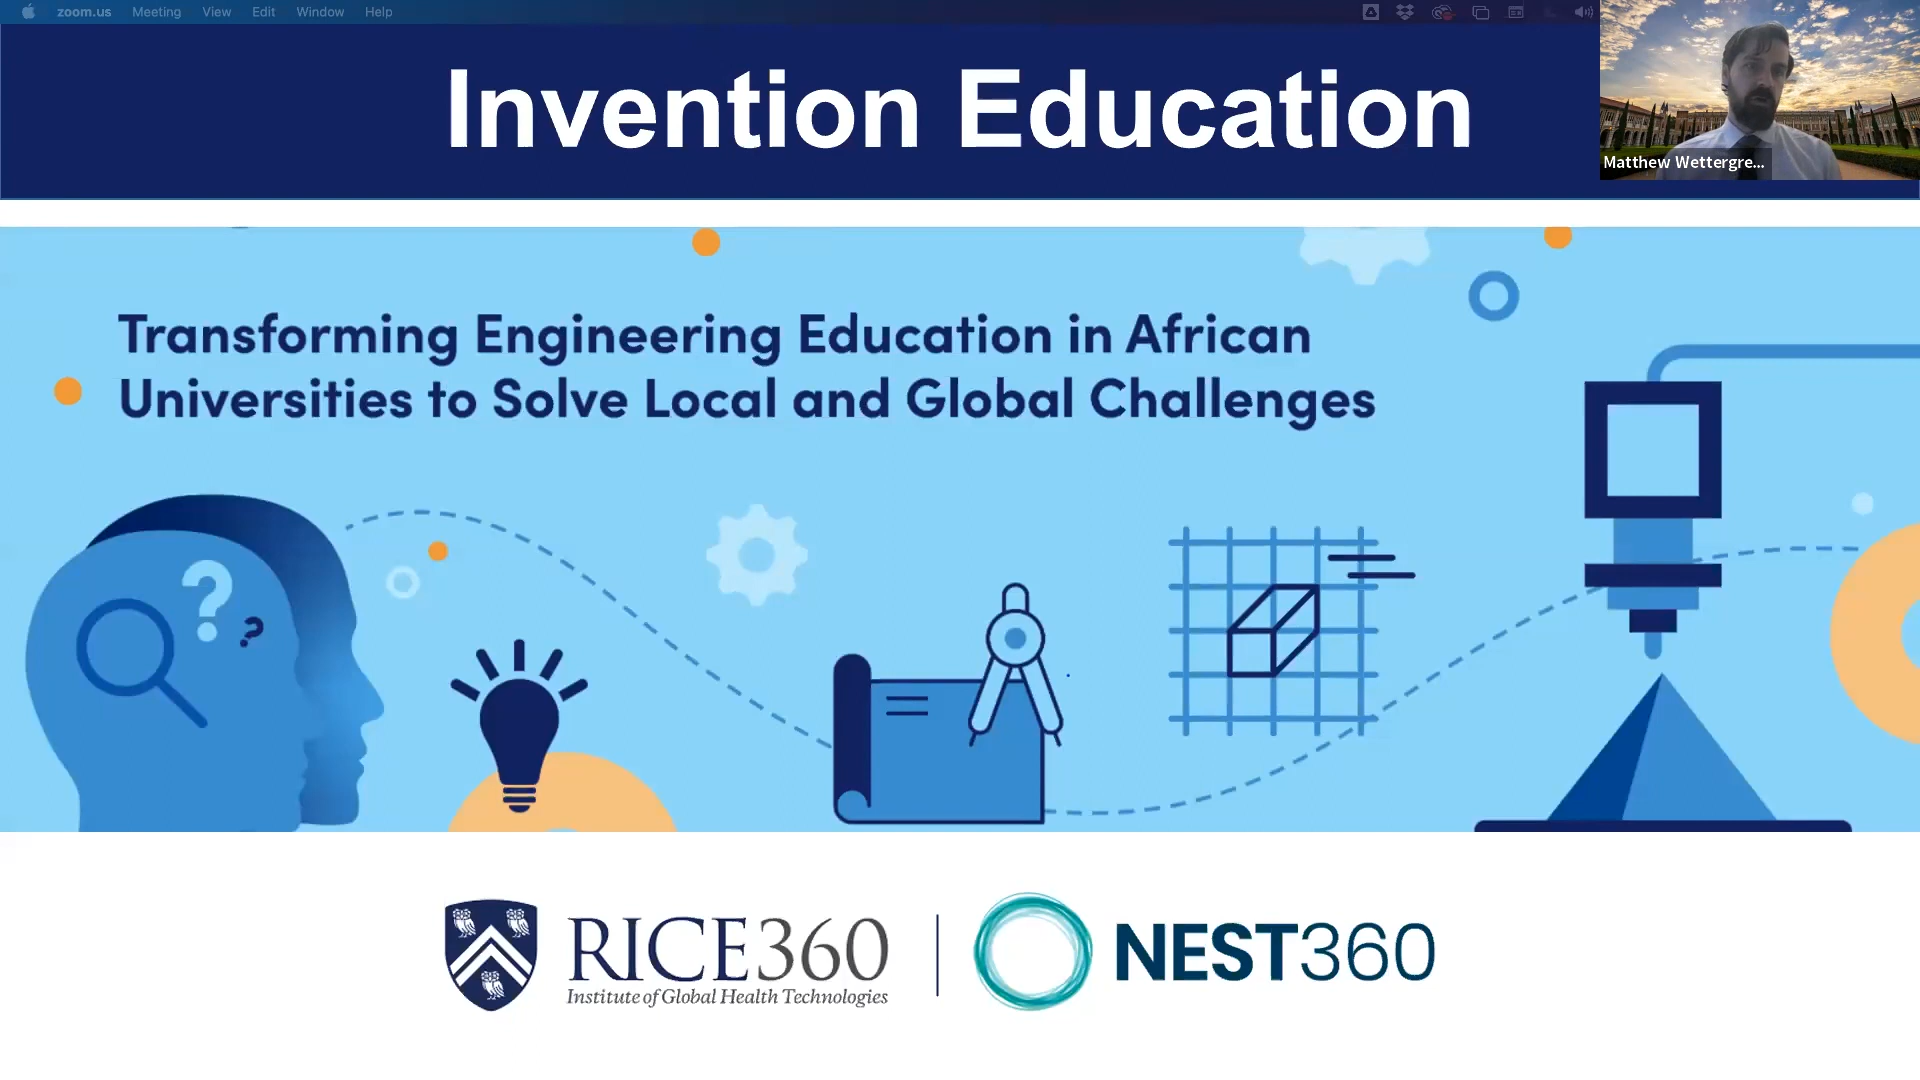 zoom.us Meeting View Edit Window Help
Invention Education
Matthew Wettergre...
Transforming Engineering Education in African
Universities to Solve Local and Global Challenges
? ?
RICE360
Institute of Global Health Technologies
NEST360